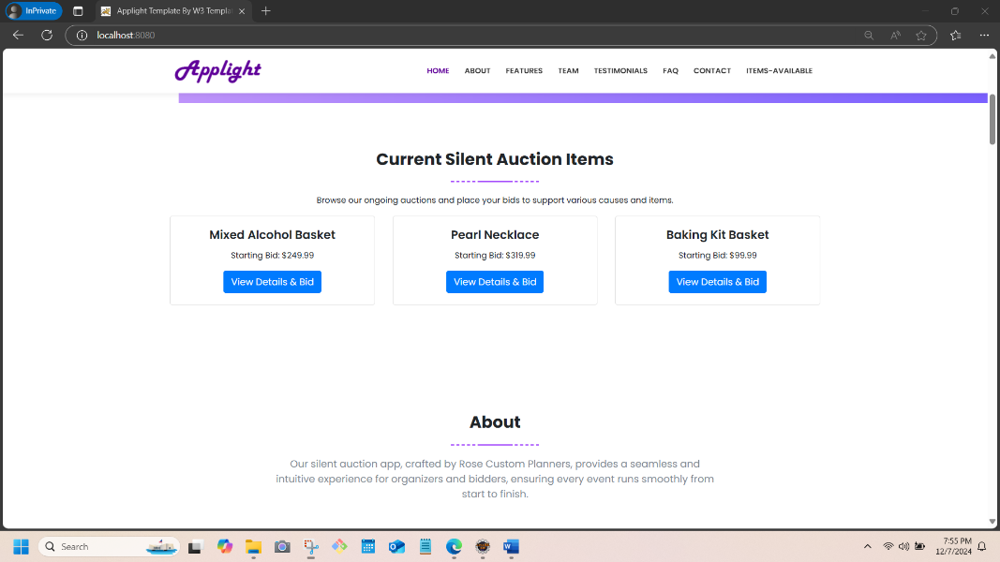 InPrivate
Applight Template By W3 Templat
localhost:8080
Applight
HOME ABOUT FEATURES TEAM TESTIMONIALS FAQ CONTACT ITEMS-AVAILABLE
Current Silent Auction Items
Browse our ongoing auctions and place your bids to support various causes and items.
Mixed Alcohol Basket
Starting Bid: $249.99
View Details & Bid
Pearl Necklace
Starting Bid: $319.99
View Details & Bid
Baking Kit Basket
Starting Bid: $99.99
View Details & Bid
About
Our silent auction app, crafted by Rose Custom Planners, provides a seamless and
intuitive experience for organizers and bidders, ensuring every event runs smoothly from
start to finish.
Search
7:55 PM
12/7/2024